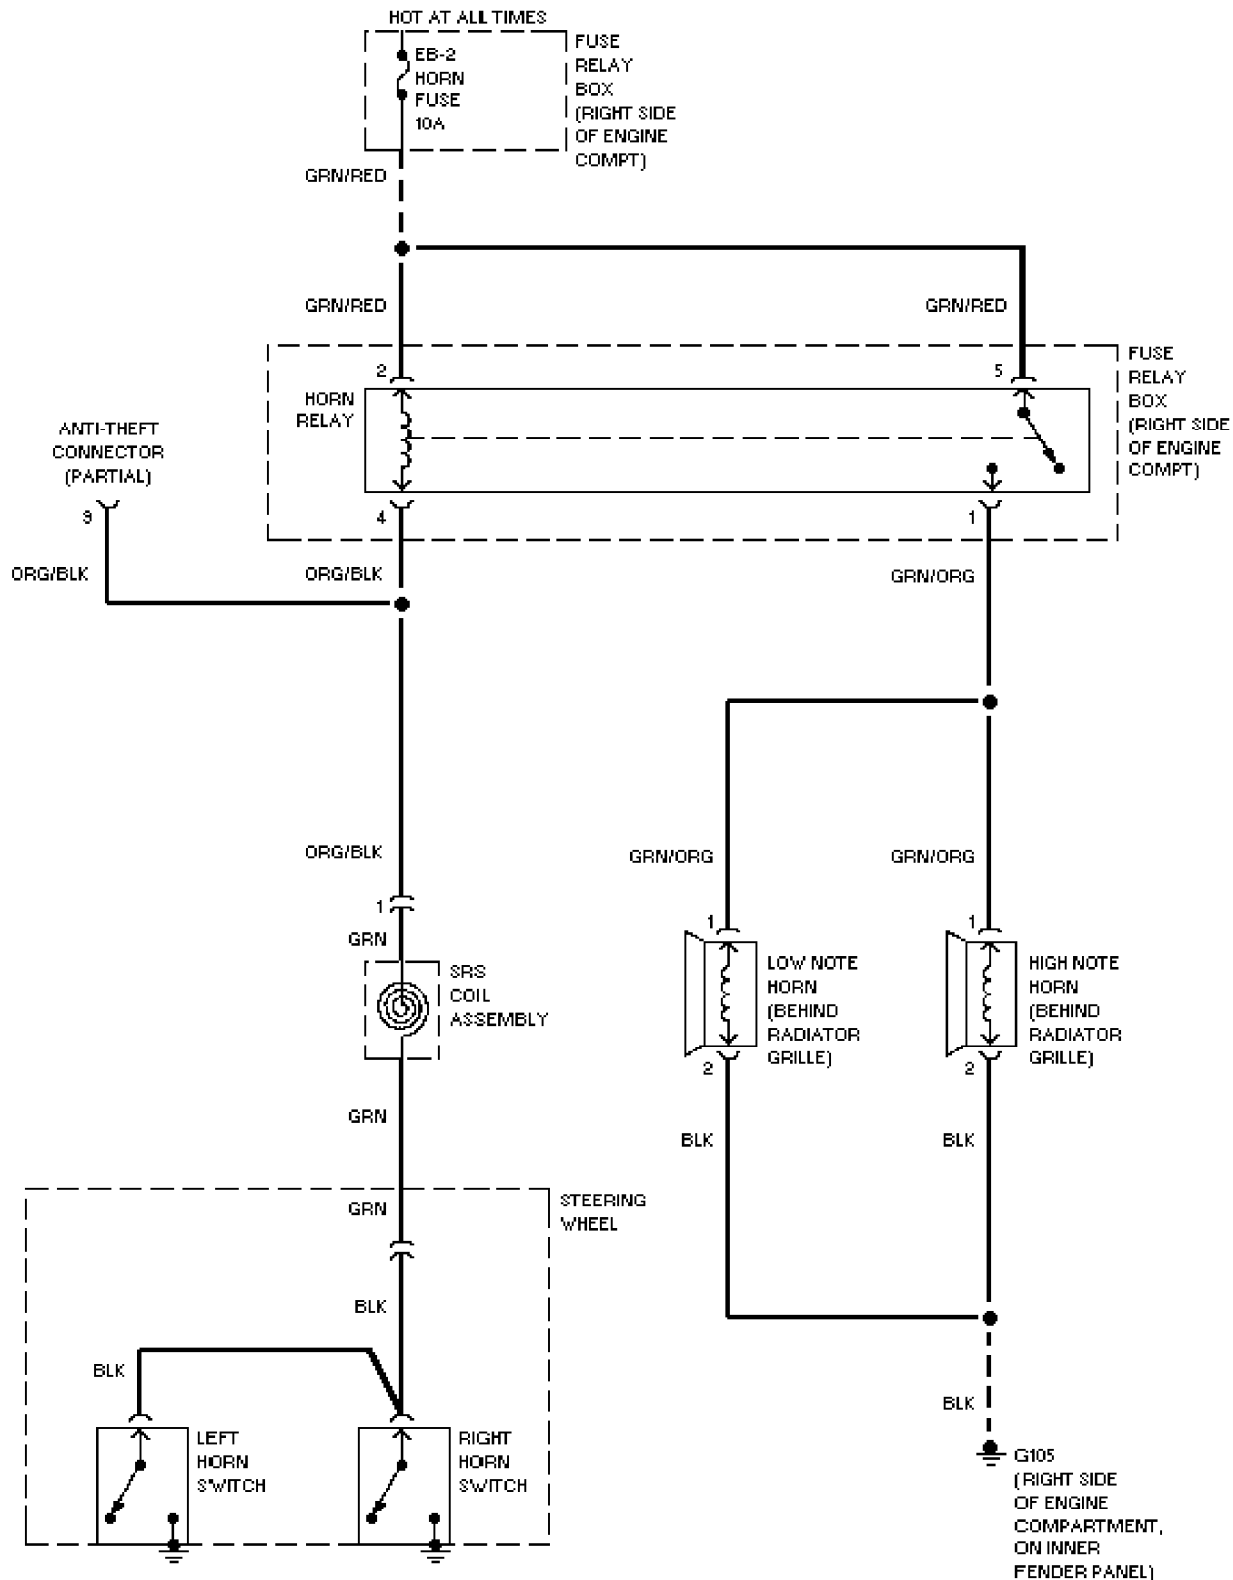 HOT AT ALL TIMES
EB-2
HORN
FUSE
10A
FUSE
RELAY
BOX
(RIGHT SIDE
OF ENGINE
COMPT)
GRN/RED
GRN/RED
GRN/RED
2
5
HORN
RELAY
FUSE
RELAY
BOX
(RIGHT SIDE
OF ENGINE
COMPT)
ANTI-THEFT
CONNECTOR
(PARTIAL)
9
4
1
ORG/BLK
ORG/BLK
GRN/ORG
ORG/BLK
GRN/ORG
GRN/ORG
1
GRN
1
1
SRS
COIL
ASSEMBLY
LOW NOTE
HORN
(BEHIND
RADIATOR
GRILLE)
HIGH NOTE
HORN
(BEHIND
RADIATOR
GRILLE)
2
2
GRN
BLK
BLK
GRN
STEERING
WHEEL
BLK
BLK
BLK
LEFT
HORN
SWITCH
RIGHT
HORN
SWITCH
G105
(RIGHT SIDE
OF ENGINE
COMPARTMENT,
ON INNER
FENDER PANEL)